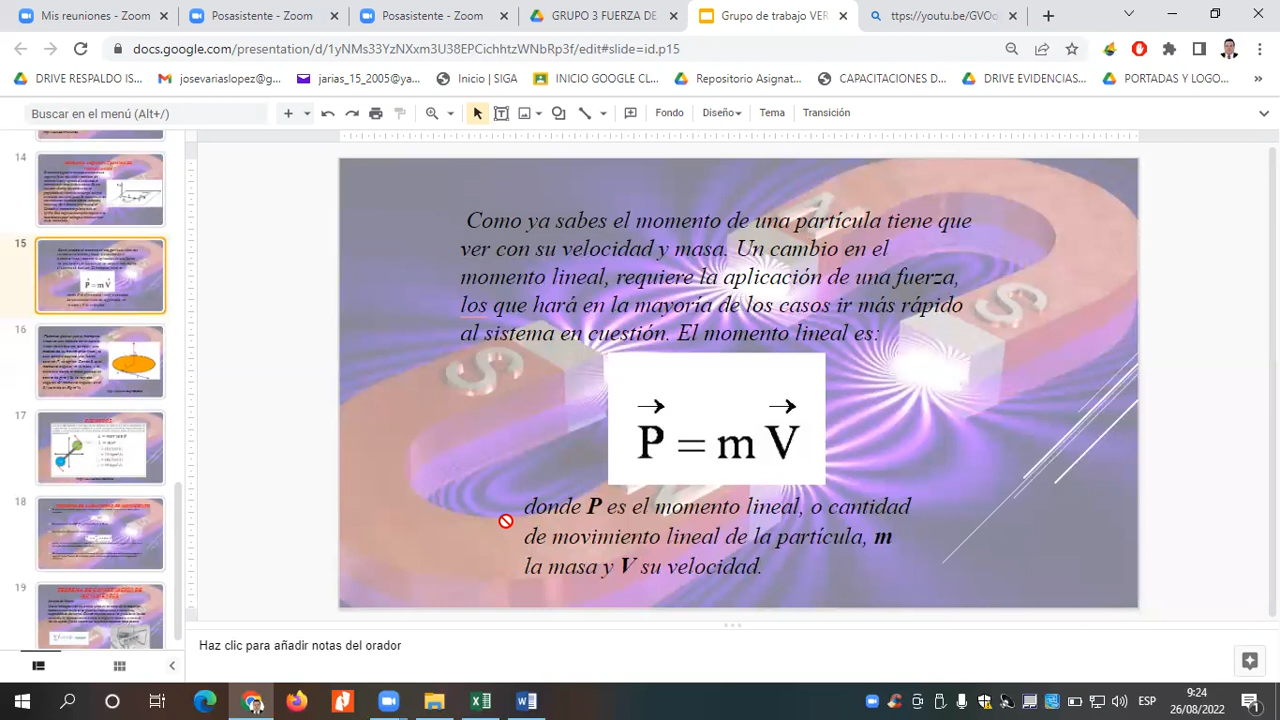 Mis reuniones - Zoom
Posasistente - Zoom
Posasistente - Zoom
GRUPO 3 FUERZA DE
Grupo de trabajo VER
ttps://youtu.be/GVOq
docs.google.com/presentation/d/1yNMs33YzNXxm3U38EPCichhtzWNbRp3f/edit#slide=id.p15
DRIVE RESPALDO IS...
josevariaslopez@g...
jarias_15_2005@ya...
Inicio | SIGA
INICIO GOOGLE CL...
Repositorio Asignat...
CAPACITACIONES D...
DRIVE EVIDENCIAS...
PORTADAS Y LOGO...
»
Buscar en el menú (Alt+/)
Fondo
Diseño
Tema
Transición
14
15
16
17
18
19
Como ya sabes el momento de una partícula tiene que
ver con su velocidad y masa. Un cambio en el
momento lineal, requiere la aplicación de una fuerza
los que hará en la mayoría de los casos ir más rápido
al sistema en cuestión. El momento lineal es:
P = m V
donde P es el momento lineal, o cantidad
de movimiento lineal de la partícula, m
la masa y V su velocidad.
Haz clic para añadir notas del orador
ESP
9:24
26/08/2022